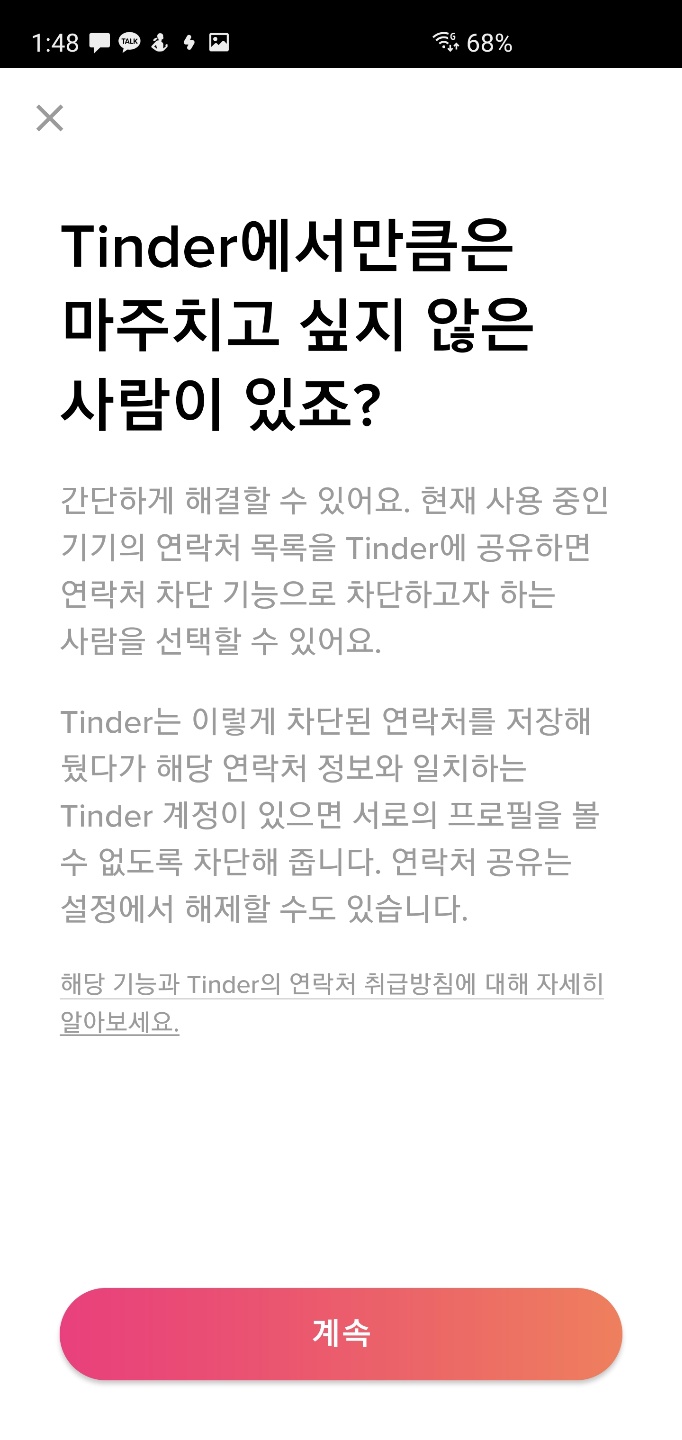 1:48 TALK 68%
Tinder에서만큼은
마주치고 싶지 않은
사람이 있죠?
간단하게 해결할 수 있어요. 현재 사용 중인
기기의 연락처 목록을 Tinder에 공유하면
연락처 차단 기능으로 차단하고자 하는
사람을 선택할 수 있어요.
Tinder는 이렇게 차단된 연락처를 저장해
뒀다가 해당 연락처 정보와 일치하는
Tinder 계정이 있으면 서로의 프로필을 볼
수 없도록 차단해 줍니다. 연락처 공유는
설정에서 해제할 수도 있습니다.
해당 기능과 Tinder의 연락처 취급방침에 대해 자세히
알아보세요.
계속